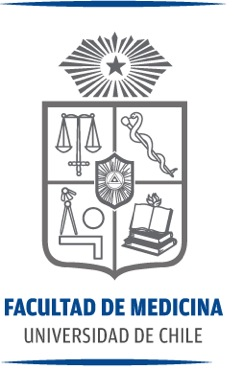 FACULTAD DE MEDICINA
UNIVERSIDAD DE CHILE